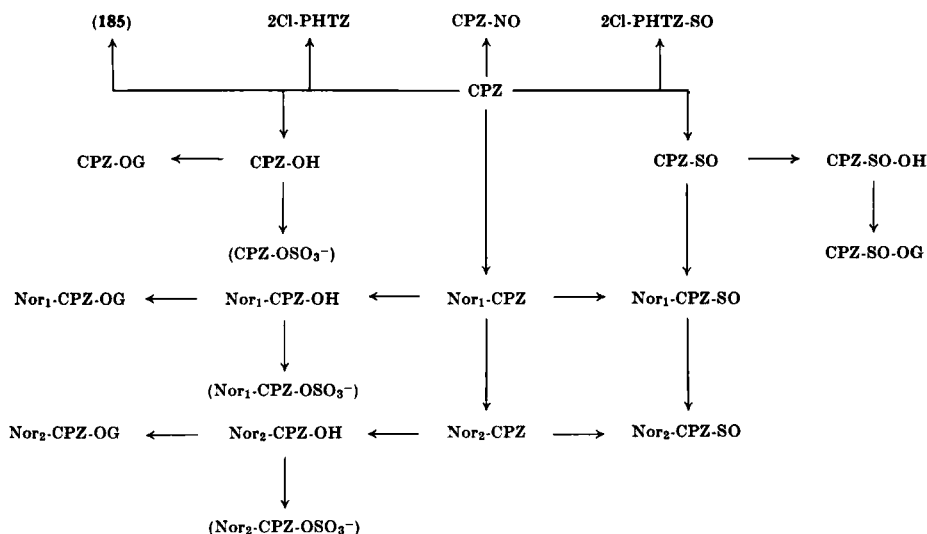 (185) 2Cl-PHTZ CPZ-NO 2Cl-PHTZ-SO
CPZ
CPZ-OG CPZ-OH CPZ-SO CPZ-SO-OH
(CPZ-OSO₃⁻) CPZ-SO-OG
Nor₁-CPZ-OG Nor₁-CPZ-OH Nor₁-CPZ Nor₁-CPZ-SO
(Nor₁-CPZ-OSO₃⁻)
Nor₂-CPZ-OG Nor₂-CPZ-OH Nor₂-CPZ Nor₂-CPZ-SO
(Nor₂-CPZ-OSO₃⁻)